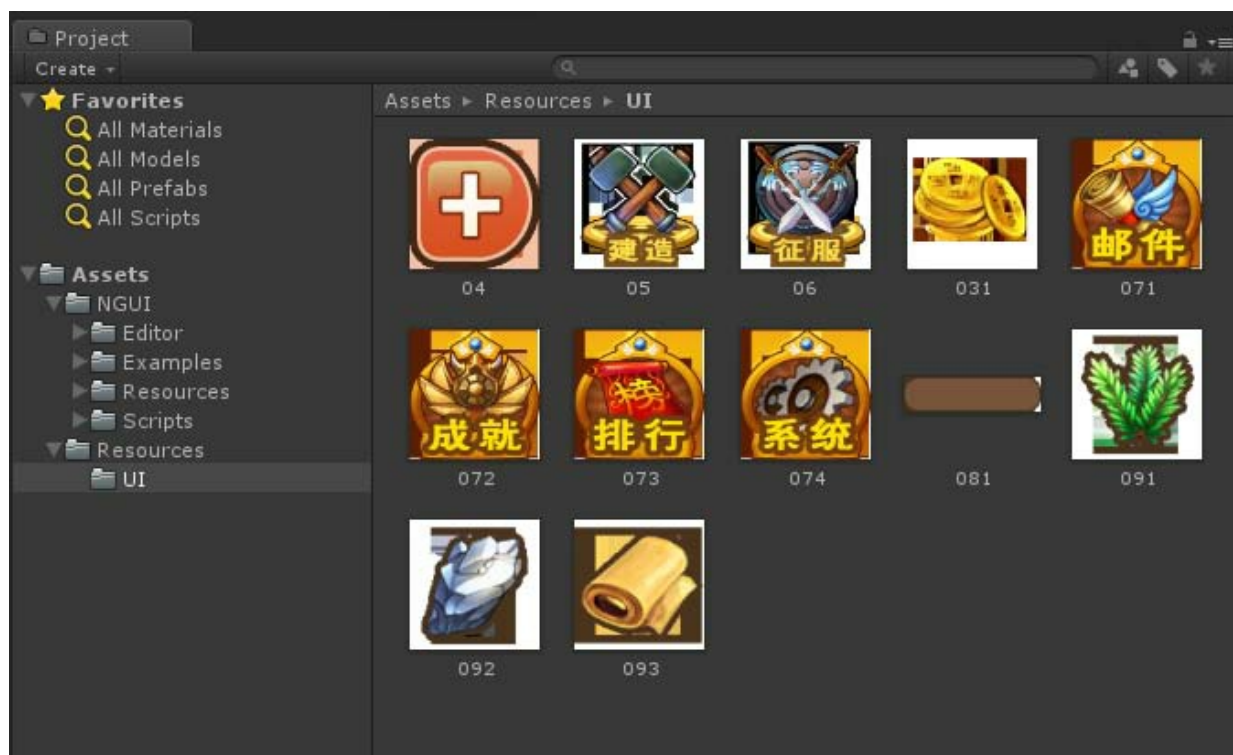 Project
Create
Favorites
All Materials
All Models
All Prefabs
All Scripts
Assets
NGUI
Editor
Examples
Resources
Scripts
Resources
UI
Assets Resources UI
建造
征服
邮件
04 05 06 031 071
成就
榜
排行
系统
072 073 074 081 091
092 093